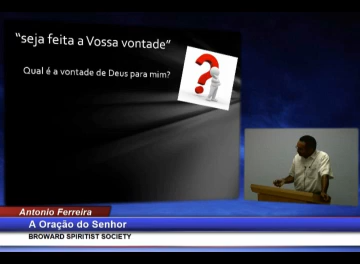 “seja feita a Vossa vontade”
Qual é a vontade de Deus para mim?
Antonio Ferreira
A Oração do Senhor
BROWARD SPIRITIST SOCIETY